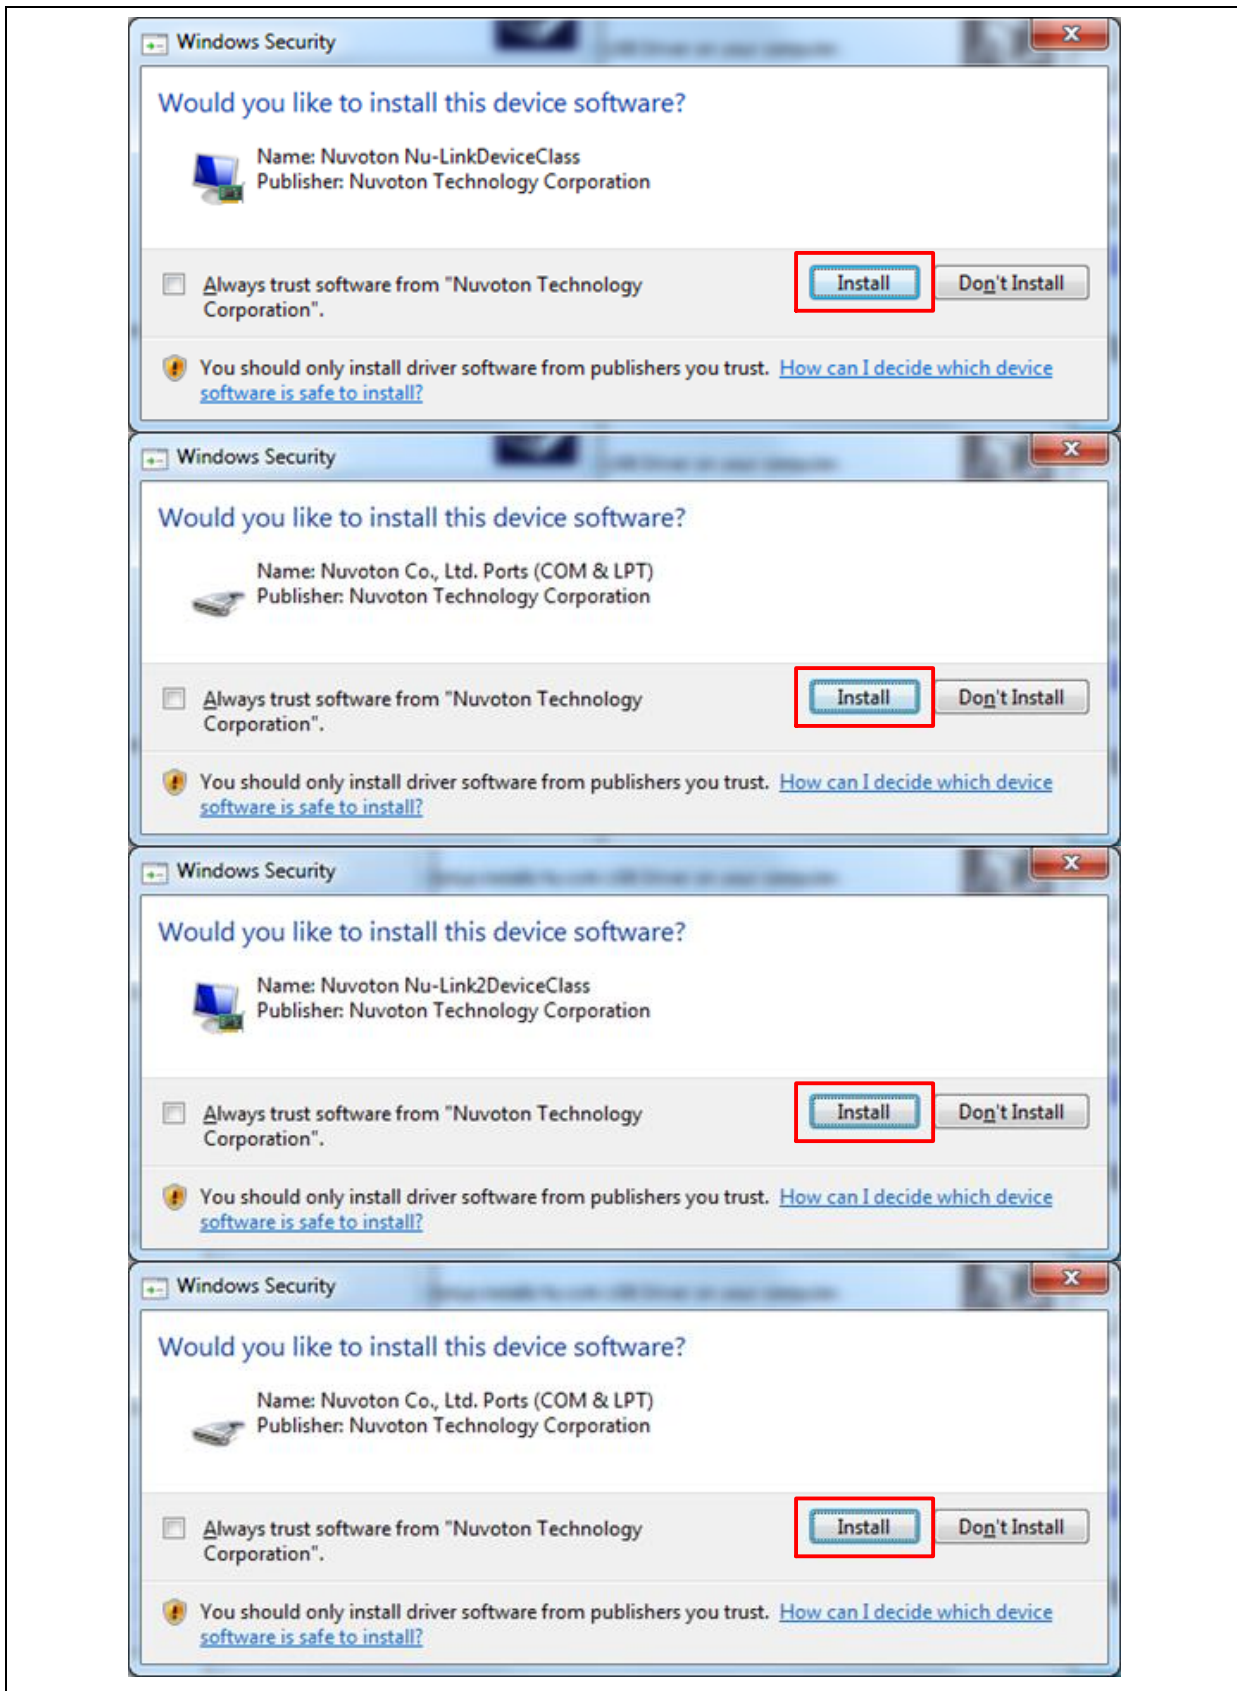 Windows Security
Would you like to install this device software?
Name: Nuvoton Nu-LinkDeviceClass
Publisher: Nuvoton Technology Corporation
Always trust software from "Nuvoton Technology
Corporation".
Install
Don't Install
You should only install driver software from publishers you trust. How can I decide which device
software is safe to install?
Windows Security
Would you like to install this device software?
Name: Nuvoton Co., Ltd. Ports (COM & LPT)
Publisher: Nuvoton Technology Corporation
Always trust software from "Nuvoton Technology
Corporation".
Install
Don't Install
You should only install driver software from publishers you trust. How can I decide which device
software is safe to install?
Windows Security
Would you like to install this device software?
Name: Nuvoton Nu-Link2DeviceClass
Publisher: Nuvoton Technology Corporation
Always trust software from "Nuvoton Technology
Corporation".
Install
Don't Install
You should only install driver software from publishers you trust. How can I decide which device
software is safe to install?
Windows Security
Would you like to install this device software?
Name: Nuvoton Co., Ltd. Ports (COM & LPT)
Publisher: Nuvoton Technology Corporation
Always trust software from "Nuvoton Technology
Corporation".
Install
Don't Install
You should only install driver software from publishers you trust. How can I decide which device
software is safe to install?